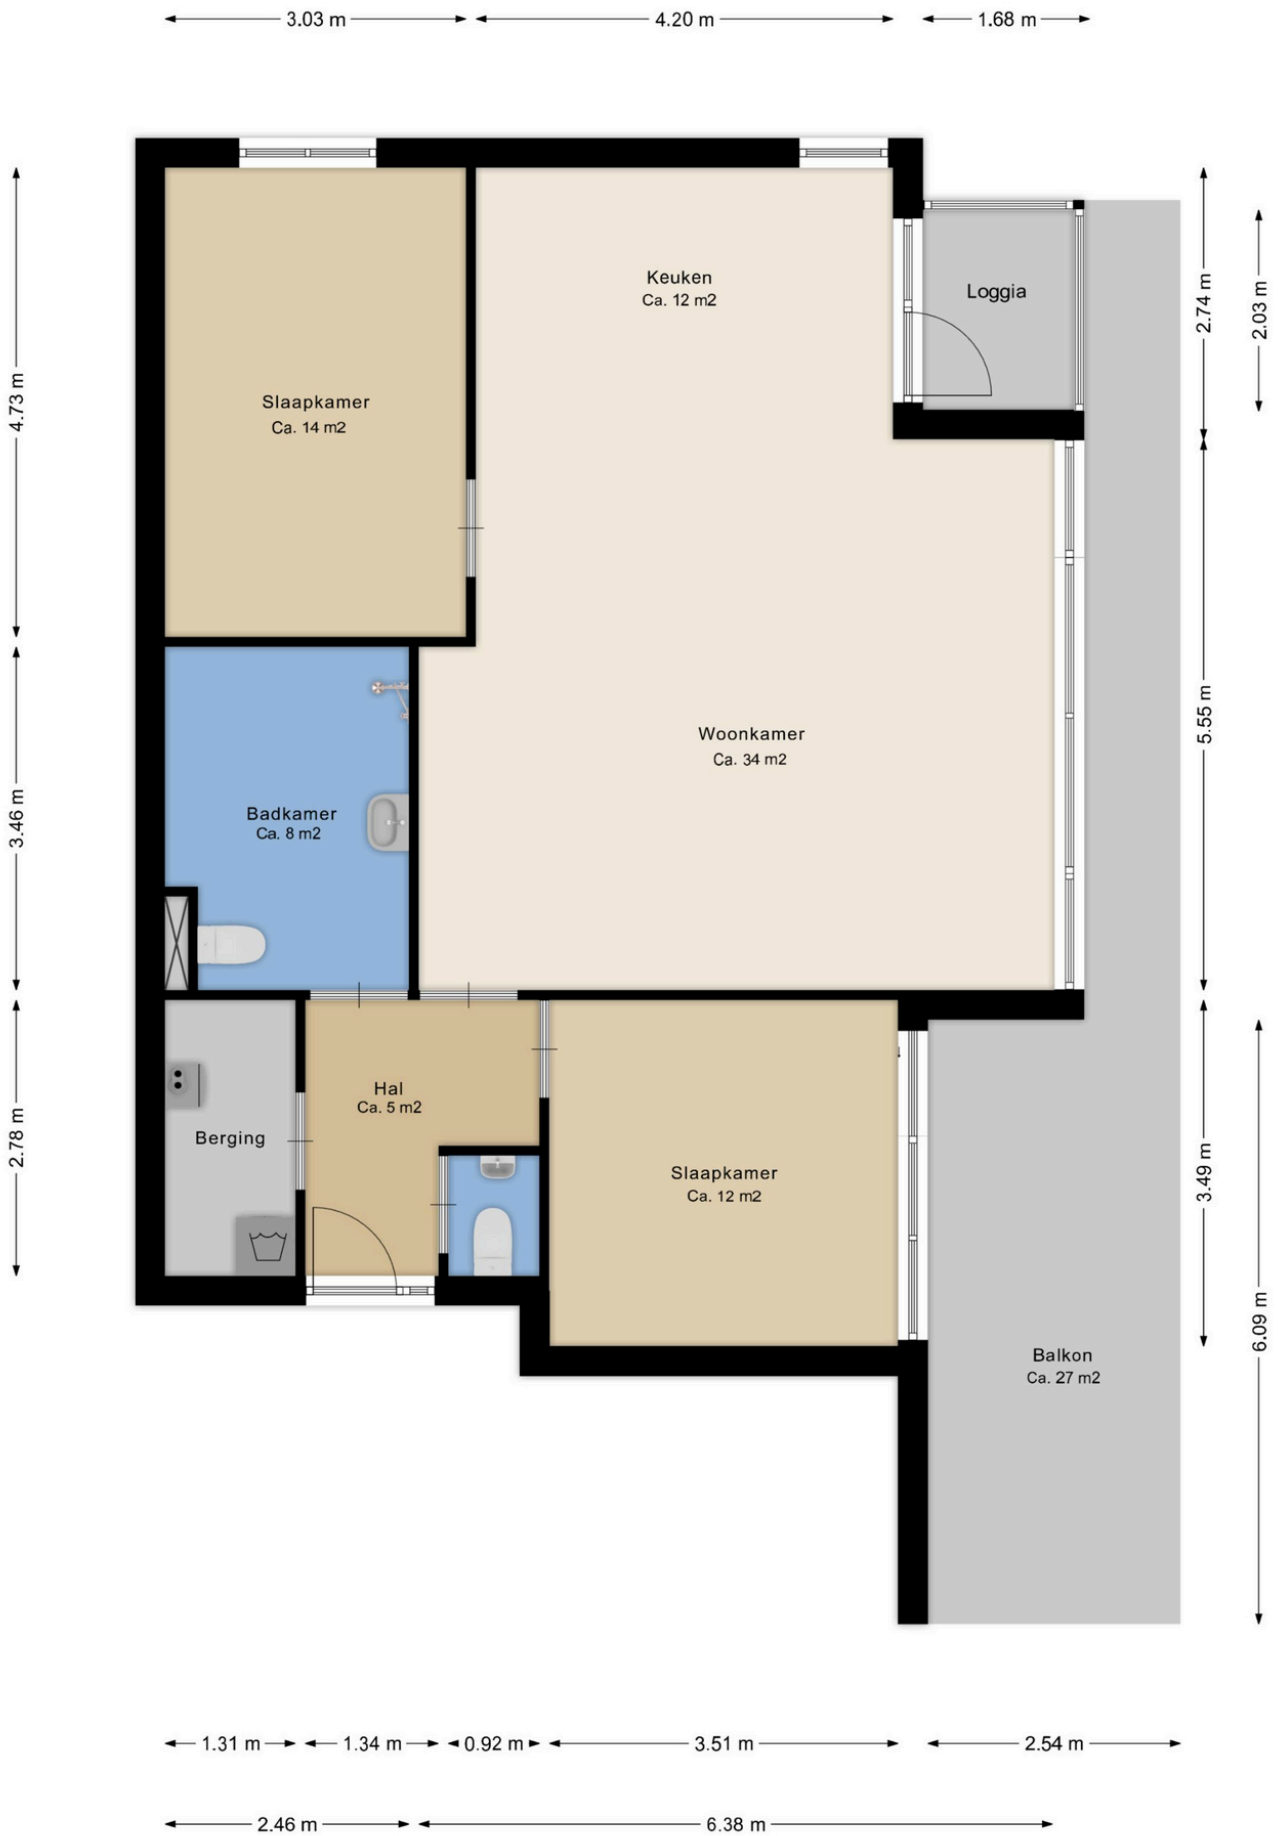 3.03 m
4.20 m
1.68 m
Keuken
Ca. 12 m2
Loggia
2.74 m
2.03 m
Slaapkamer
Ca. 14 m2
4.73 m
5.55 m
Woonkamer
Ca. 34 m2
Badkamer
Ca. 8 m2
3.46 m
Hal
Ca. 5 m2
Berging
2.78 m
Slaapkamer
Ca. 12 m2
3.49 m
6.09 m
Balkon
Ca. 27 m2
1.31 m
1.34 m
0.92 m
3.51 m
2.54 m
2.46 m
6.38 m